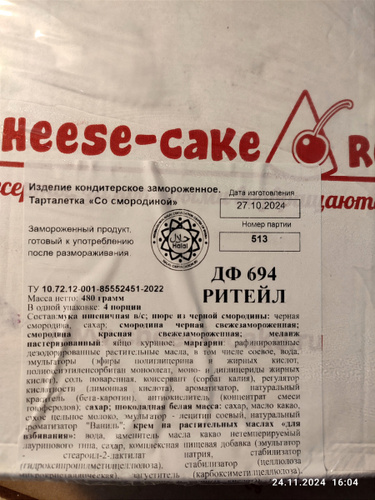 Heese-cake
Изделие кондитерское замороженное.
Тарталетка «Со смородиной»
Дата изготовления
27.10.2024
Номер партии
513
Замороженный продукт,
готовый к употреблению
после размораживания
Halal
ДФ 694
РИТЕЙЛ
ТУ 10.72.12-001-85552451-2022
Масса нетто: 480 грамм
В одной упаковке: 4 порции
мука пшеничная в/с; пюре из черной смородины: черная
смородина, сахар; смородина черная свежезамороженная;
смородина красная свежезамороженная; меланж
пастеризованный: яйцо куриное; маргарин: рафинированные
дезодорированные растительные масла, в том числе соевое, вода,
эмульгаторы (эфиры полиглицерина и жирных кислот,
полиоксиэтиленсорбитан моноолеат, моно- и диглицериды жирных
кислот), соль поваренная, консервант (сорбат калия), регулятор
кислотности (лимонная кислота), ароматизатор, натуральный
краситель (бета-каротин), антиокислитель (концентрат смеси
токоферолов); сахар; шоколадная белая масса: сахар, масло какао,
сухое цельное молоко, эмульгатор - лецитин соевый, натуральный
ароматизатор "Ваниль"; крем на растительных маслах «для
взбивания»: вода, заменитель масла какао нетемперируемый
лауринового типа, сахар, комплексная пищевая добавка (эмульгатор
стеароил-2-лактилат натрия, стабилизатор
(гидроксипропилметилцеллюлоза), стабилизатор (целлюлоза
загуститель (карбоксиметилцеллюлоза),
24.11.2024 16:04